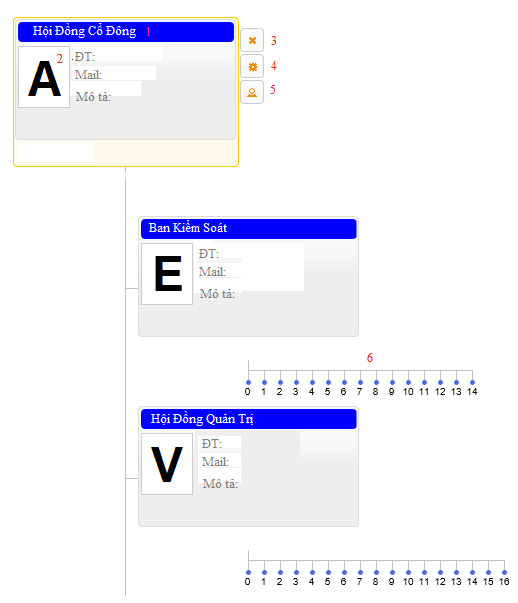 Hội Đồng Cổ Đông 1
A 2
.ĐT:
Mail:
Mô tả:
3
4
5
Ban Kiểm Soát
E
ĐT:
Mail:
Mô tả:
6
0 1 2 3 4 5 6 7 8 9 10 11 12 13 14
Hội Đồng Quản Trị
V
ĐT:
Mail:
Mô tả:
0 1 2 3 4 5 6 7 8 9 10 11 12 13 14 15 16